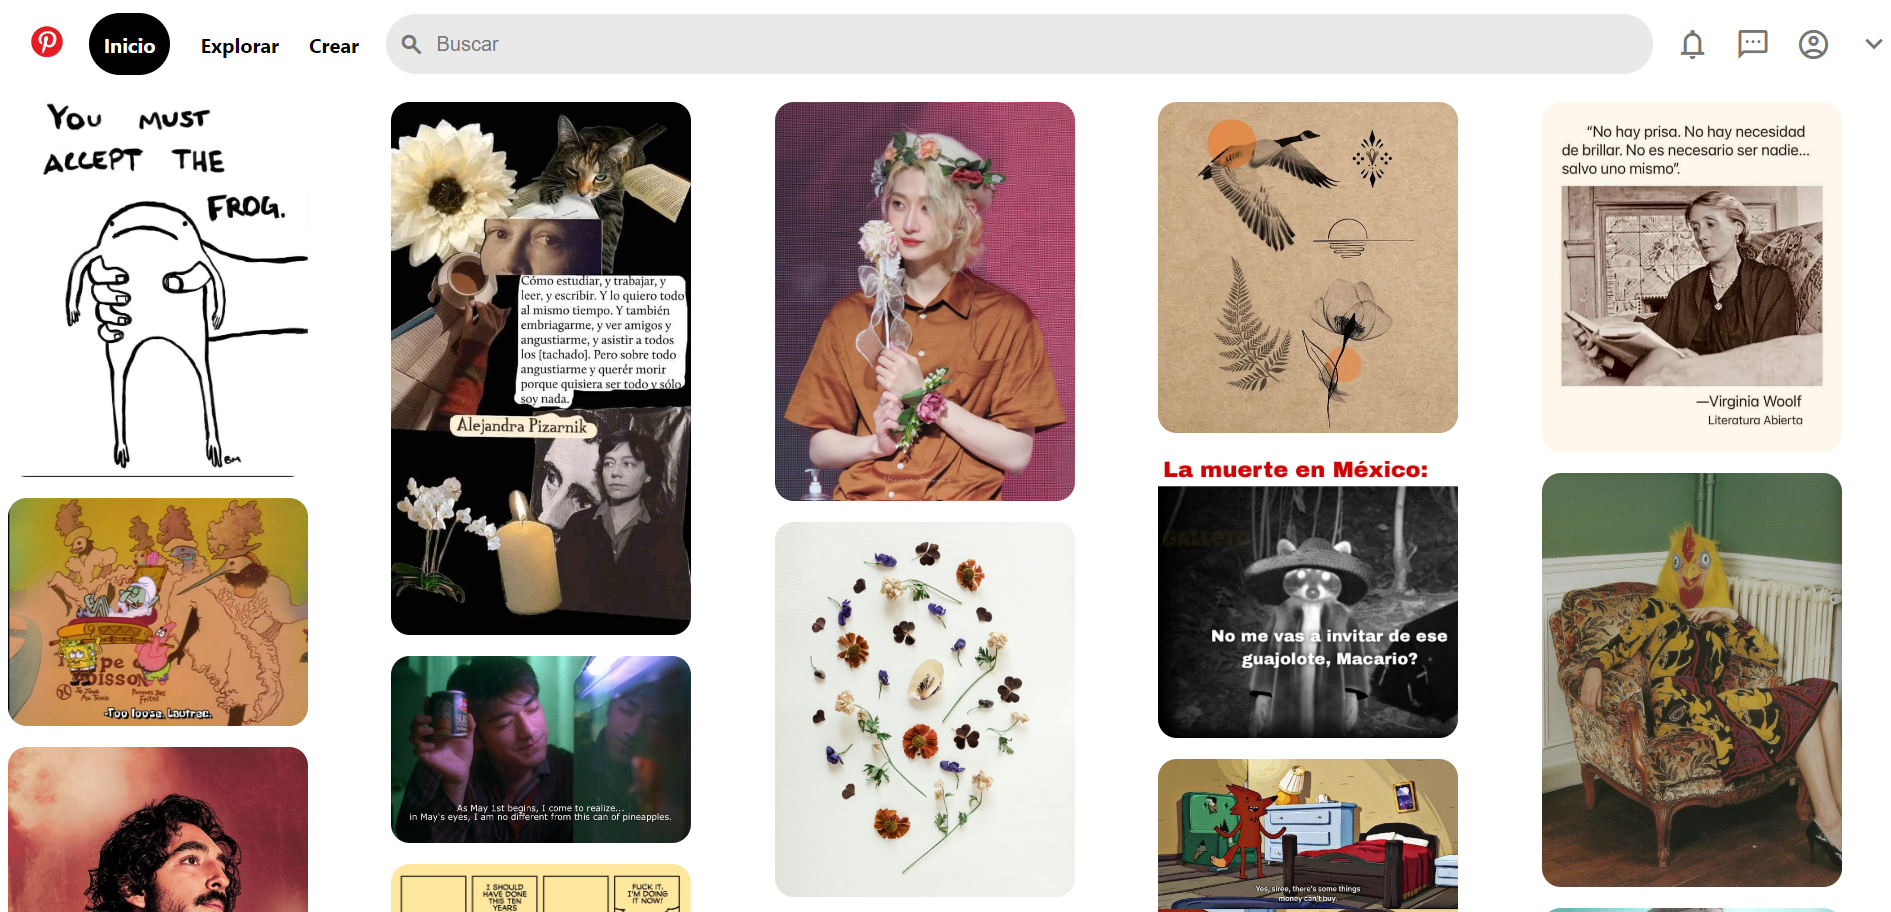 Inicio
Explorar
Crear
Buscar
YOU MUST
ACCEPT THE
FROG.
BM
-Too loose, Lautrec.
Cómo estudiar, y trabajar, y
leer, y escribir. Y lo quiero todo
al mismo tiempo. Y también
embriagarme, y ver amigos y
angustiarme, y asistir a todos
los [tachado]. Pero sobre todo
angustiarme y querér morir
porque quisiera ser todo y sólo
soy nada.
Alejandra Pizarnik
As May 1st begins, I come to realize...
in May's eyes, I am no different from this can of pineapples.
I SHOULD
HAVE DONE
THIS TEN
YEARS
FUCK IT,
I'M DOING
IT NOW!
La muerte en México:
GALLETO
No me vas a invitar de ese
guajolote, Macario?
Yes, siree, there's some things
money can't buy.
“No hay prisa. No hay necesidad
de brillar. No es necesario ser nadie...
salvo uno mismo”.
—Virginia Woolf
Literatura Abierta